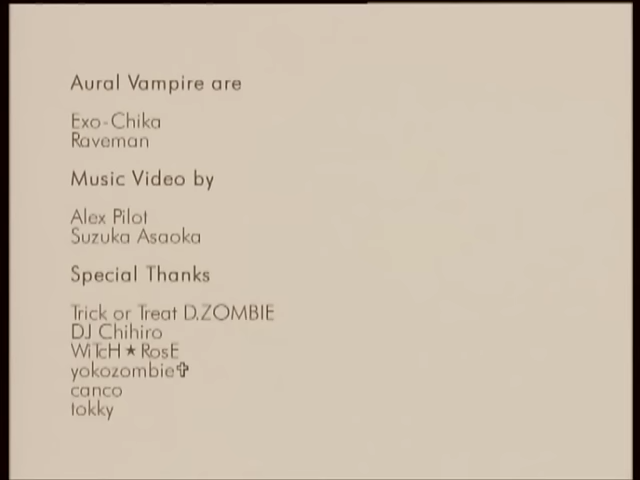 Aural Vampire are
Exo-Chika
Raveman
Music Video by
Alex Pilot
Suzuka Asaoka
Special Thanks
Trick or Treat D.ZOMBIE
DJ Chihiro
WiTcH★RosE
yokozombie✞
canco
tokky